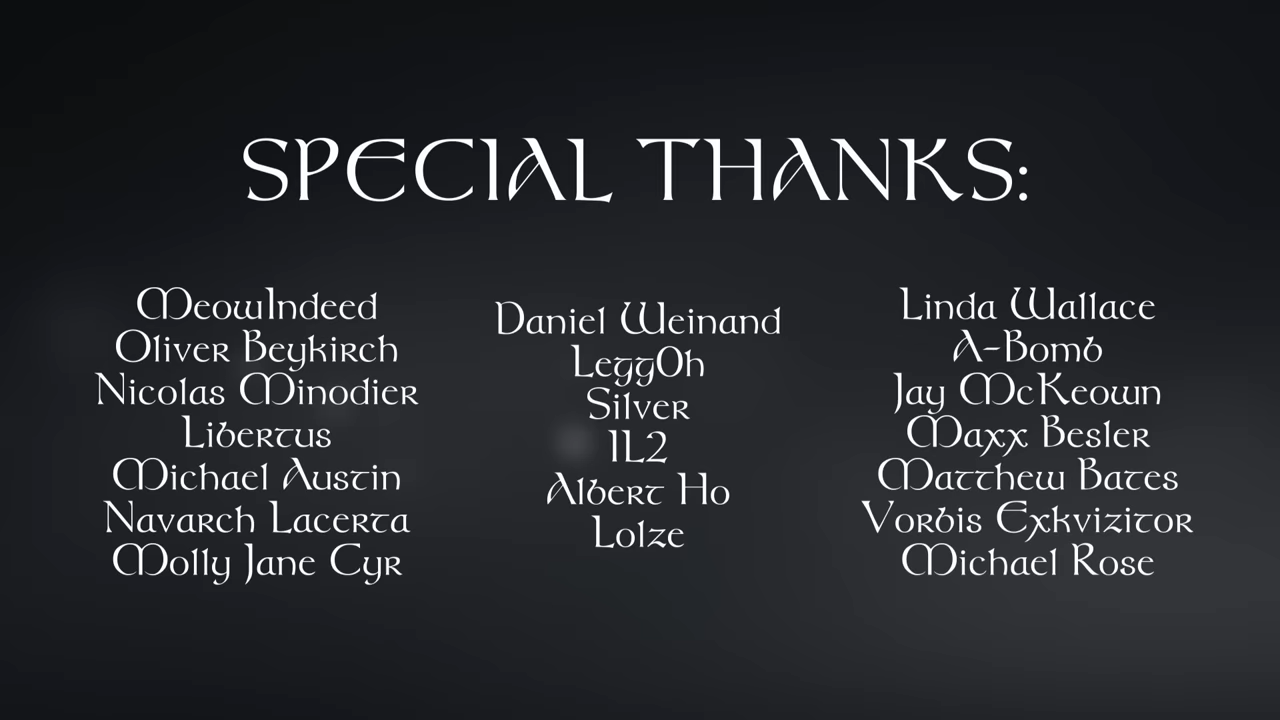 SPECIAL THANKS:
MeowIndeed
Oliver Beykirch
Nicolas Minodier
Libertus
Michael Austin
Navarch Lacerta
Molly Jane Cyr
Daniel Weinand
LeggOh
Silver
IL2
Albert Ho
Lolze
Linda Wallace
A-Bomb
Jay McKeown
Maxx Besler
Matthew Bates
Vorbis Exkvizitor
Michael Rose